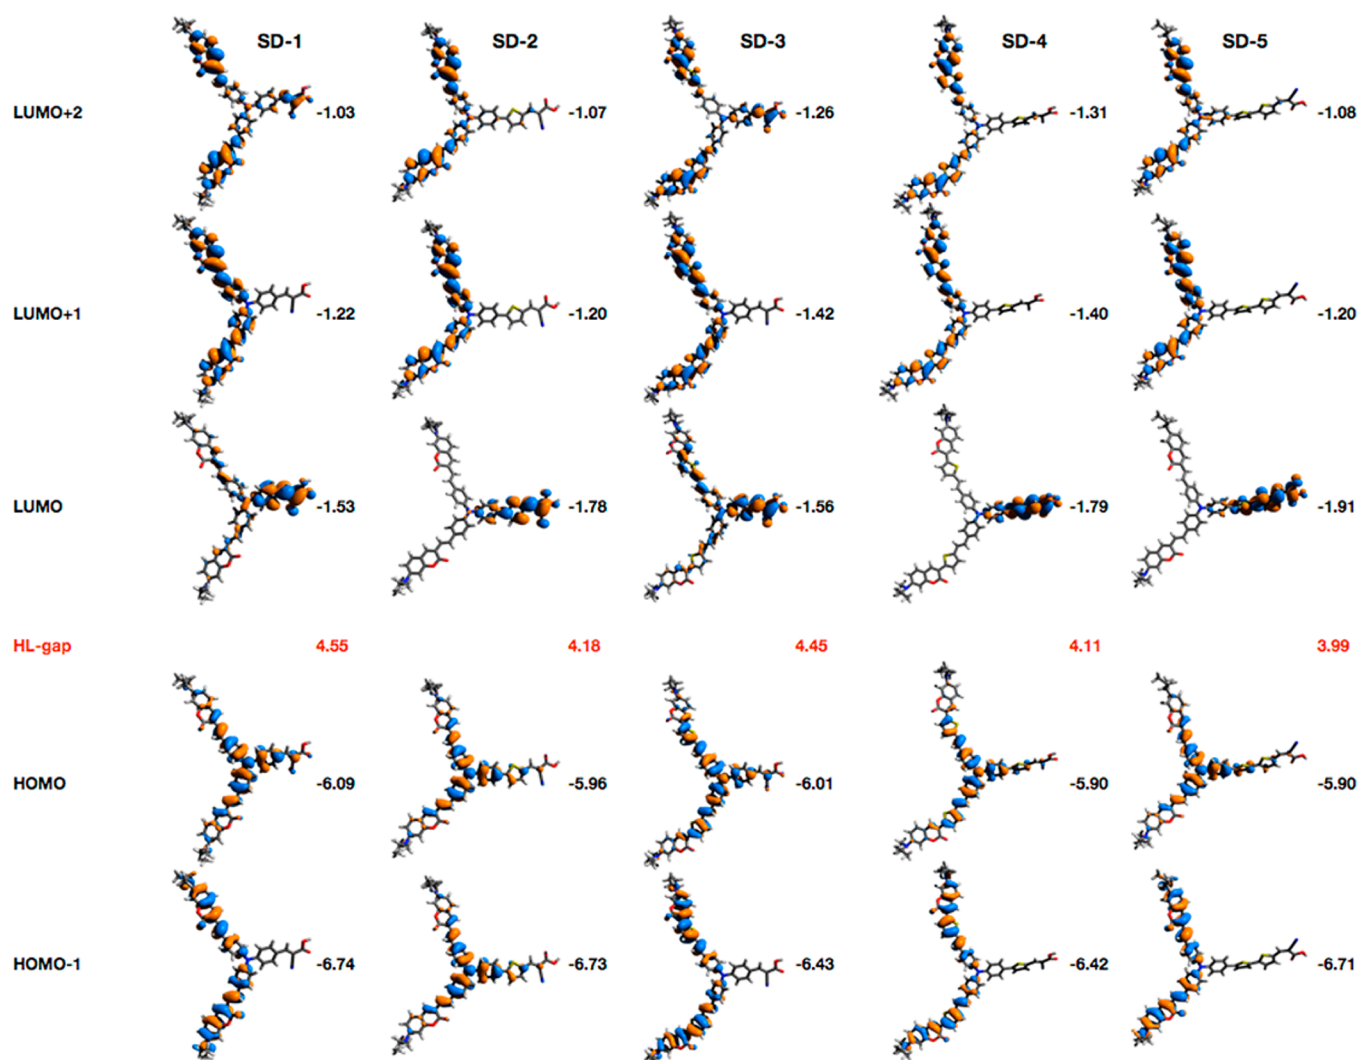 SD-1 SD-2 SD-3 SD-4 SD-5
LUMO+2 -1.03 -1.07 -1.26 -1.31 -1.08
LUMO+1 -1.22 -1.20 -1.42 -1.40 -1.20
LUMO -1.53 -1.78 -1.56 -1.79 -1.91
HL-gap 4.55 4.18 4.45 4.11 3.99
HOMO -6.09 -5.96 -6.01 -5.90 -5.90
HOMO-1 -6.74 -6.73 -6.43 -6.42 -6.71